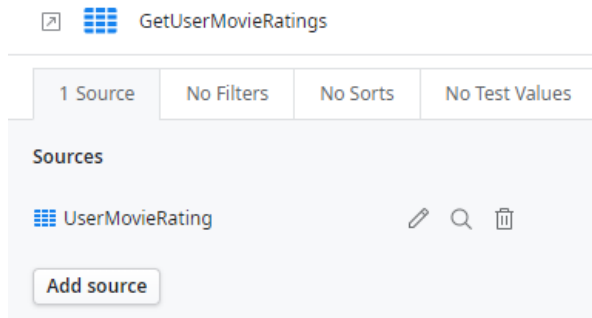 GetUserMovieRatings
1 Source No Filters No Sorts No Test Values
Sources
UserMovieRating
Add source